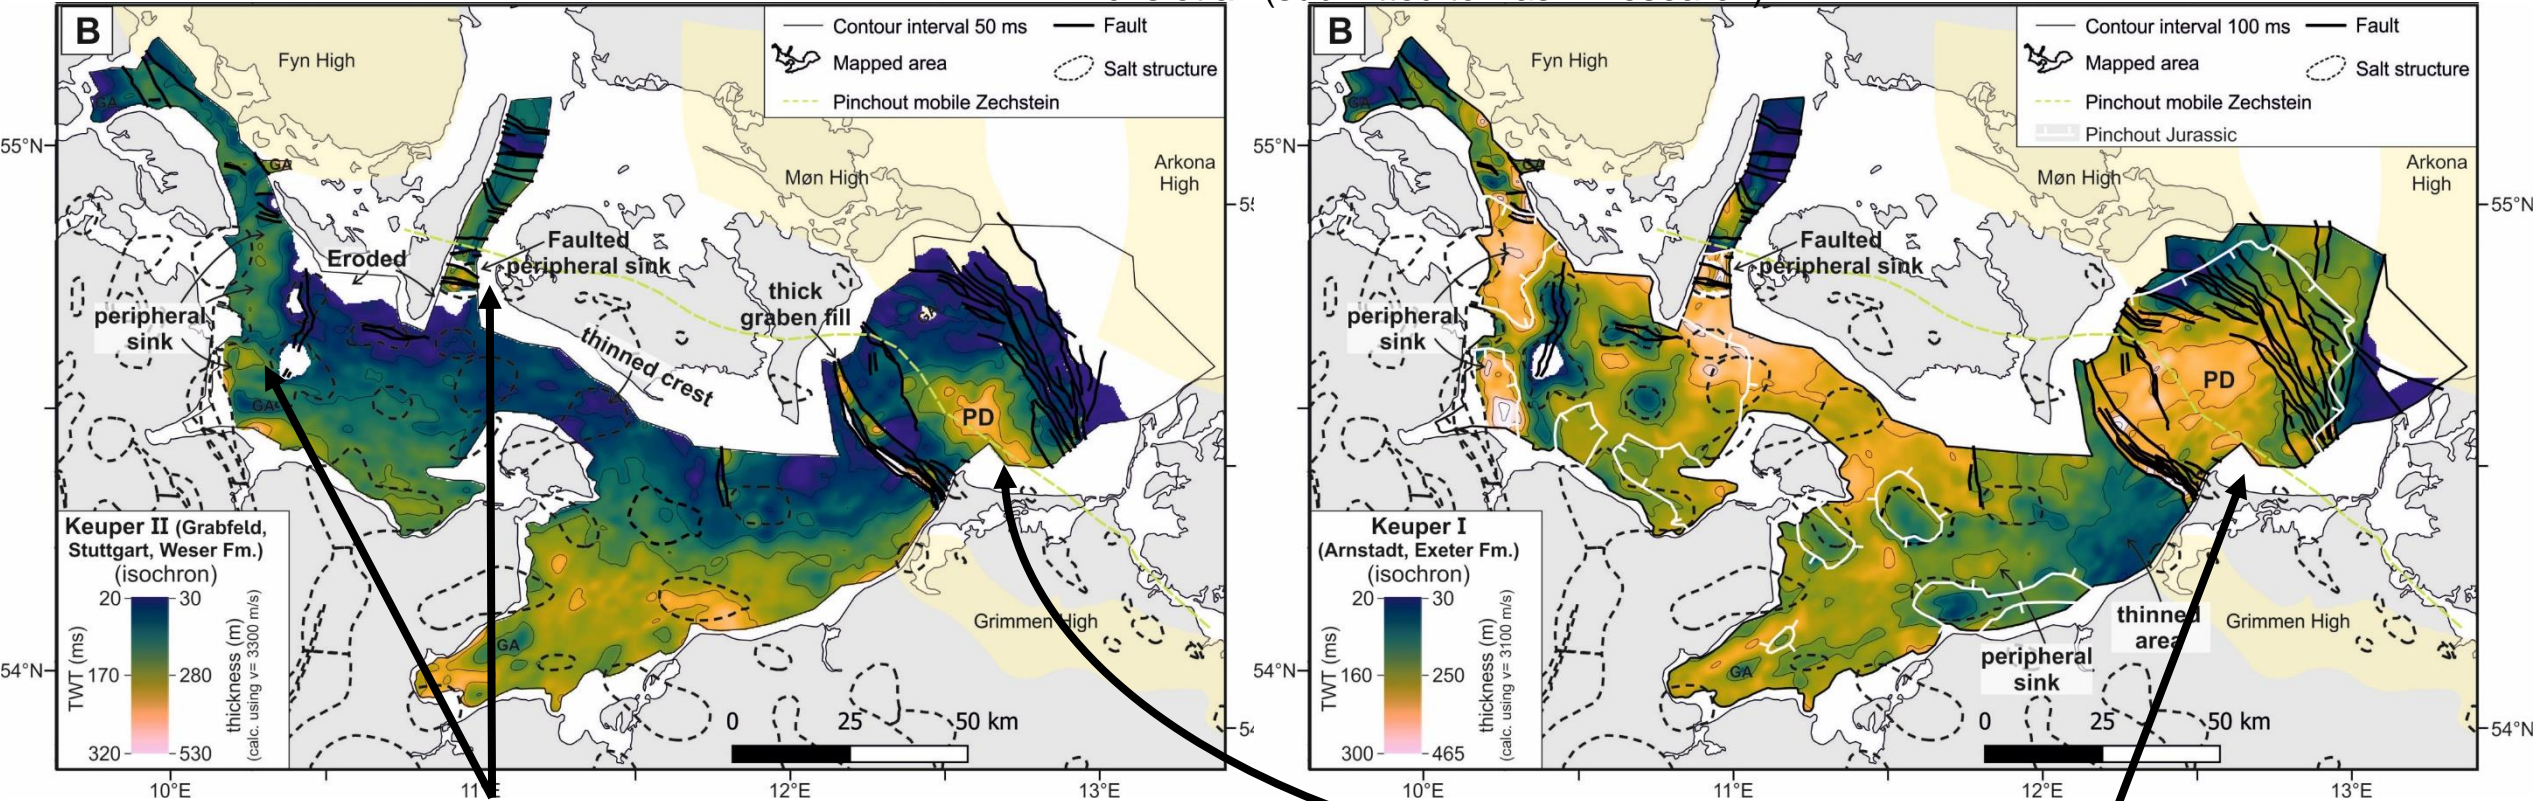 B
Contour interval 50 ms
Fault
Mapped area
Salt structure
Pinchout mobile Zechstein
Fyn High
GA
55°N
GA
Møn High
Arkona
High
Eroded
Faulted
peripheral sink
peripheral
sink
thick
graben fill
thinned crest
GA
PD
Keuper II (Grabfeld,
Stuttgart, Weser Fm.)
(isochron)
20
30
170
280
320
530
TWT (ms)
thickness (m)
(calc. using v= 3300 m/s)
GA
Grimmen High
54°N
0 25 50 km
10°E
11°E
12°E
13°E
B
Contour interval 100 ms
Fault
Mapped area
Salt structure
Pinchout mobile Zechstein
Pinchout Jurassic
Fyn High
GA
55°N
GA
Møn High
Arkona
High
55°N
Faulted
peripheral sink
peripheral
sink
PD
Keuper I
(Arnstadt, Exeter Fm.)
(isochron)
20
30
160
250
300
465
TWT (ms)
thickness (m)
(calc. using v= 3100 m/s)
GA
thinned
area
peripheral
sink
Grimmen High
54°N
54°N
0 25 50 km
10°E
11°E
12°E
13°E